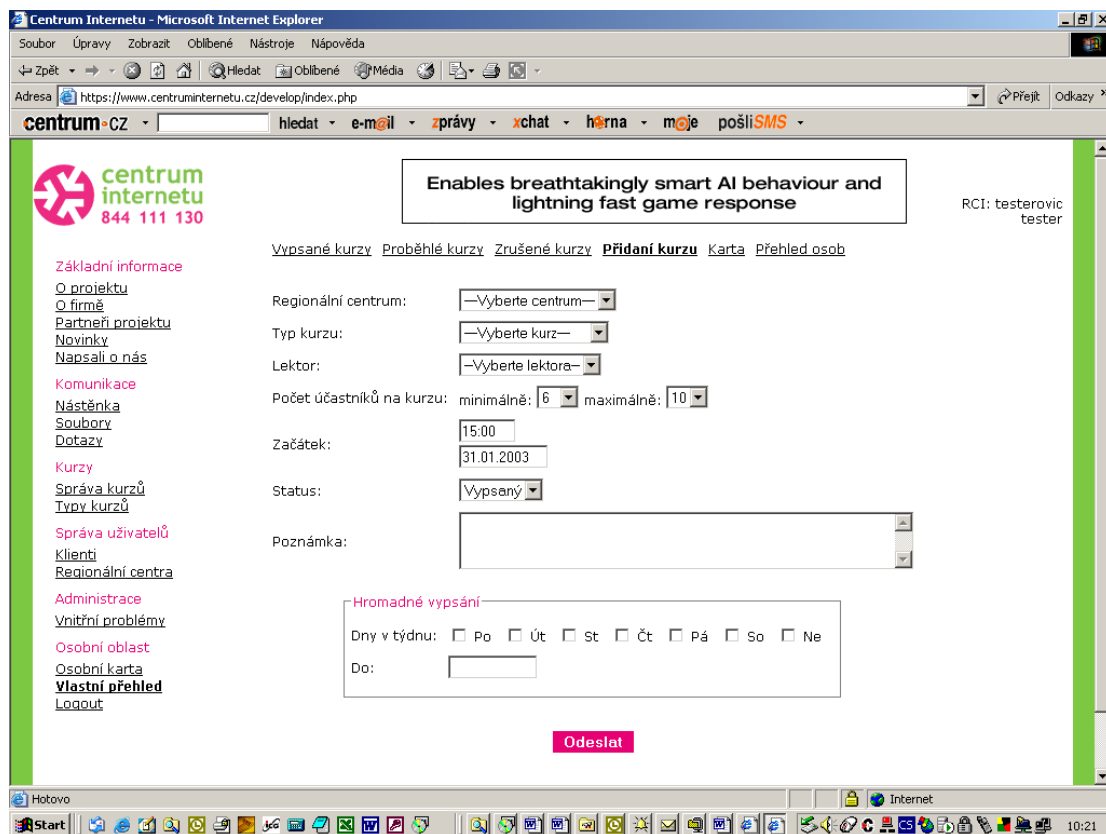 Centrum Internetu - Microsoft Internet Explorer
Soubor Úpravy Zobrazit Oblíbené Nástroje Nápověda
Zpět Hledat Oblíbené Média
Adresa https://www.centruminternetu.cz/develop/index.php Přejít Odkazy
centrum•cz hledat e-m@il zprávy xchat h@rna m@je pošliSMS
centrum
internetu
844 111 130
Enables breathtakingly smart AI behaviour and
lightning fast game response
RCI: testerovic
tester
Vypsané kurzy Proběhlé kurzy Zrušené kurzy Přidaní kurzu Karta Přehled osob
Základní informace
O projektu
O firmě
Partneři projektu
Novinky
Napsali o nás
Komunikace
Nástěnka
Soubory
Dotazy
Kurzy
Správa kurzů
Typy kurzů
Správa uživatelů
Klienti
Regionální centra
Administrace
Vnitřní problémy
Osobní oblast
Osobní karta
Vlastní přehled
Logout
Regionální centrum: —Vyberte centrum—
Typ kurzu: —Vyberte kurz—
Lektor: –Vyberte lektora–
Počet účastníků na kurzu: minimálně: 6 maximálně: 10
Začátek: 15:00
31.01.2003
Status: Vypsaný
Poznámka:
Hromadné vypsání
Dny v týdnu: Po Út St Čt Pá So Ne
Do:
Odeslat
Hotovo Internet
Start CS 10:21